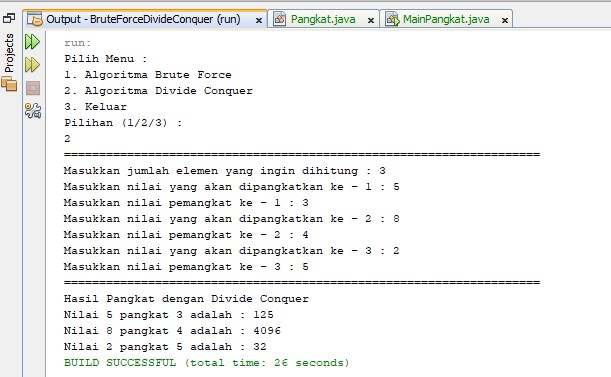 Output - BruteForceDivideConquer (run) Pangkat.java MainPangkat.java
Projects
run:
Pilih Menu :
1. Algoritma Brute Force
2. Algoritma Divide Conquer
3. Keluar
Pilihan (1/2/3) :
2
====================================================================
Masukkan jumlah elemen yang ingin dihitung : 3
Masukkan nilai yang akan dipangkatkan ke - 1 : 5
Masukkan nilai pemangkat ke - 1 : 3
Masukkan nilai yang akan dipangkatkan ke - 2 : 8
Masukkan nilai pemangkat ke - 2 : 4
Masukkan nilai yang akan dipangkatkan ke - 3 : 2
Masukkan nilai pemangkat ke - 3 : 5
====================================================================
Hasil Pangkat dengan Divide Conquer
Nilai 5 pangkat 3 adalah : 125
Nilai 8 pangkat 4 adalah : 4096
Nilai 2 pangkat 5 adalah : 32
BUILD SUCCESSFUL (total time: 26 seconds)